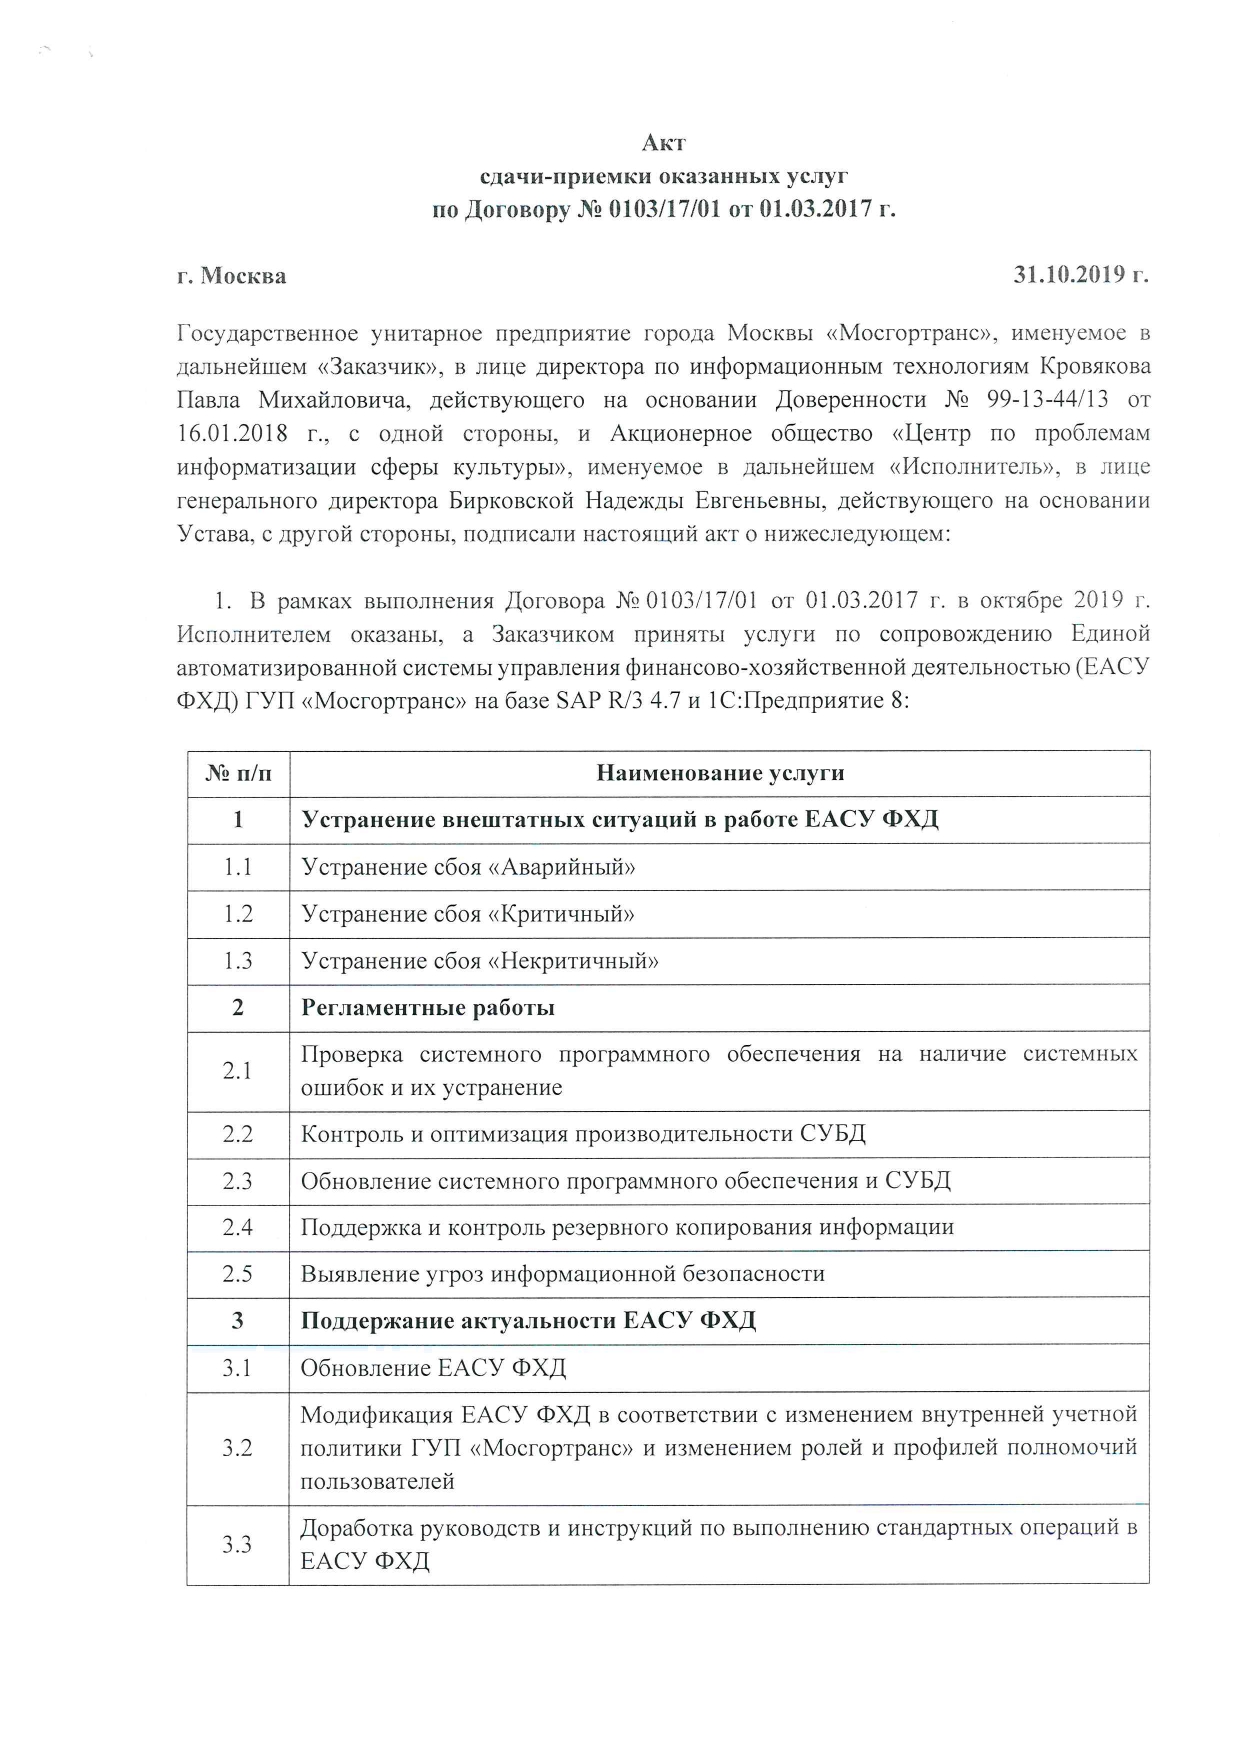 Акт
сдачи-приемки оказанных услуг
по Договору № 0103/17/01 от 01.03.2017 г.
г. Москва 31.10.2019 г.
Государственное унитарное предприятие города Москвы «Мосгортранс», именуемое в
дальнейшем «Заказчик», в лице директора по информационным технологиям Кровякова
Павла Михайловича, действующего на основании Доверенности № 99-13-44/13 от
16.01.2018 г., с одной стороны, и Акционерное общество «Центр по проблемам
информатизации сферы культуры», именуемое в дальнейшем «Исполнитель», в лице
генерального директора Бирковской Надежды Евгеньевны, действующего на основании
Устава, с другой стороны, подписали настоящий акт о нижеследующем:
1. В рамках выполнения Договора № 0103/17/01 от 01.03.2017 г. в октябре 2019 г.
Исполнителем оказаны, а Заказчиком приняты услуги по сопровождению Единой
автоматизированной системы управления финансово-хозяйственной деятельностью (ЕАСУ
ФХД) ГУП «Мосгортранс» на базе SAP R/3 4.7 и 1С:Предприятие 8:
№ п/п Наименование услуги
1 Устранение внештатных ситуаций в работе ЕАСУ ФХД
1.1 Устранение сбоя «Аварийный»
1.2 Устранение сбоя «Критичный»
1.3 Устранение сбоя «Некритичный»
2 Регламентные работы
2.1 Проверка системного программного обеспечения на наличие системных
ошибок и их устранение
2.2 Контроль и оптимизация производительности СУБД
2.3 Обновление системного программного обеспечения и СУБД
2.4 Поддержка и контроль резервного копирования информации
2.5 Выявление угроз информационной безопасности
3 Поддержание актуальности ЕАСУ ФХД
3.1 Обновление ЕАСУ ФХД
3.2 Модификация ЕАСУ ФХД в соответствии с изменением внутренней учетной
политики ГУП «Мосгортранс» и изменением ролей и профилей полномочий
пользователей
3.3 Доработка руководств и инструкций по выполнению стандартных операций в
ЕАСУ ФХД